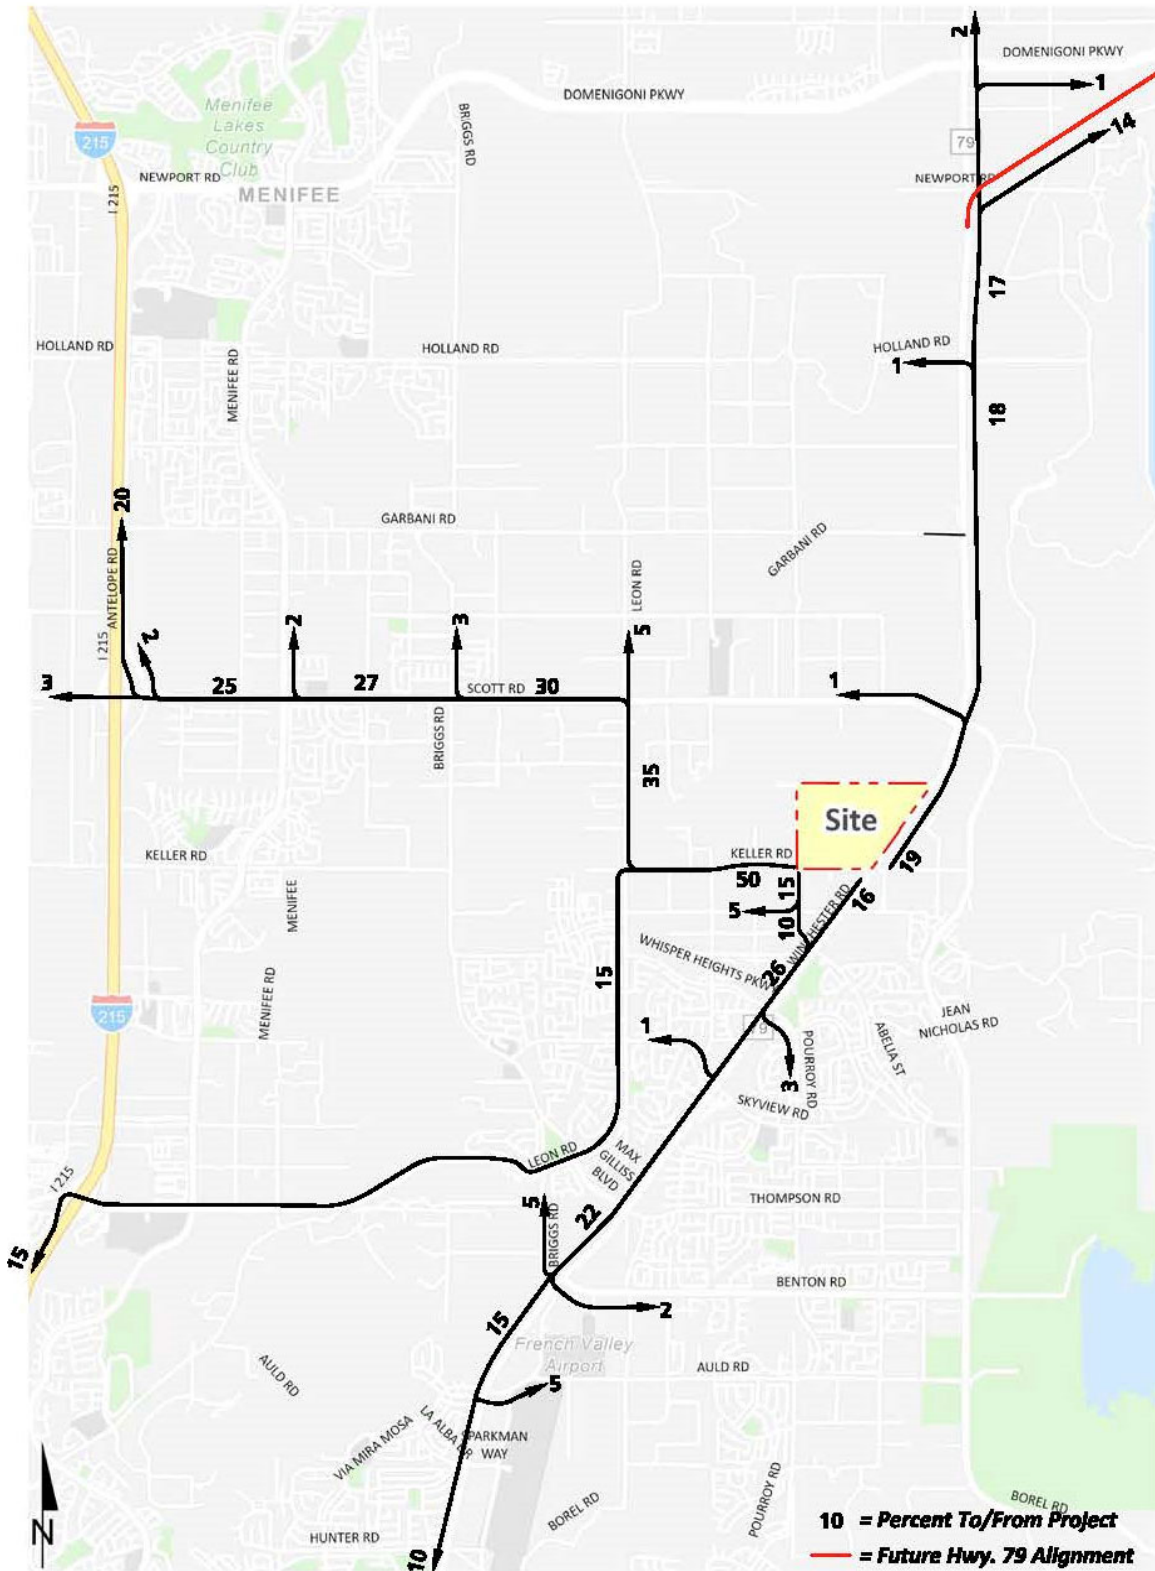 2
DOMENIGONI PKWY
1
DOMENIGONI PKWY
Menifee
Lakes
Country
Club
BRIGGS RD
14
215
79
NEWPORT RD
NEWPORT RD
MENIFEE
I 215
17
HOLLAND RD
HOLLAND RD
HOLLAND RD
1
MENIFEE RD
18
20
GARBANI RD
GARBANI RD
ANTELOPE RD
LEON RD
I 215
2
2
3
5
3
25
27
SCOTT RD
30
1
BRIGGS RD
35
Site
KELLER RD
KELLER RD
19
50
15
16
5
10
WINCHESTER RD
MENIFEE
WHISPER HEIGHTS PKWY
26
15
MENIFEE RD
215
JEAN
NICHOLAS RD
79
1
POURROY RD
ABELIA ST
3
SKYVIEW RD
LEON RD
MAX
GILLISS
BLVD
I 215
THOMPSON RD
5
BRIGGS RD
22
15
BENTON RD
2
15
French Valley
Airport
AULD RD
AULD RD
5
LA ALBA DR
VIA MIRA MOSA
SPARKMAN
WAY
BOREL RD
POURROY RD
BOREL RD
10 = Percent To/From Project
N
HUNTER RD
10
= Future Hwy. 79 Alignment